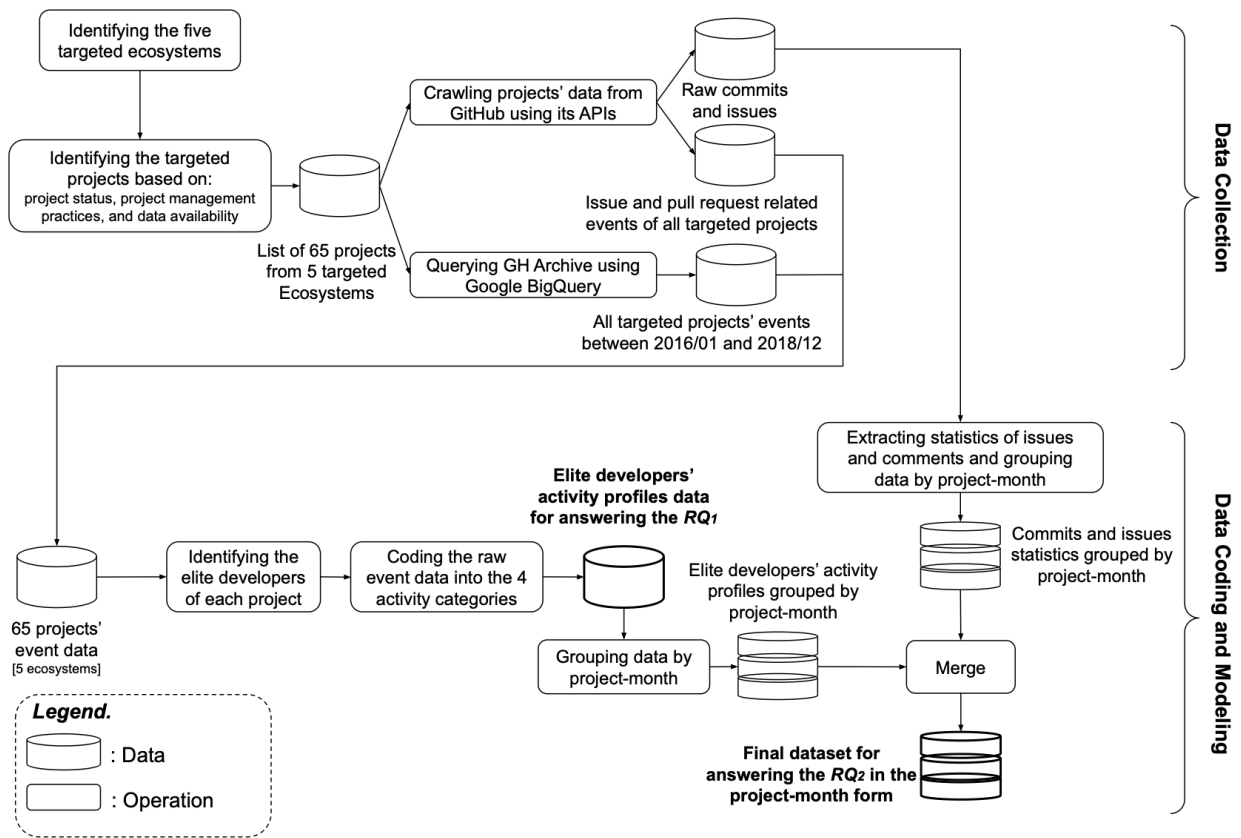 Identifying the five
targeted ecosystems
Identifying the targeted
projects based on:
project status, project management
practices, and data availability
List of 65 projects
from 5 targeted
Ecosystems
Crawling projects' data from
GitHub using its APIs
Querying GH Archive using
Google BigQuery
Raw commits
and issues
Issue and pull request related
events of all targeted projects
All targeted projects' events
between 2016/01 and 2018/12
Data Collection
Extracting statistics of issues
and comments and grouping
data by project-month
Commits and issues
statistics grouped by
project-month
65 projects'
event data
[5 ecosystems]
Identifying the
elite developers
of each project
Coding the raw
event data into the 4
activity categories
Elite developers'
activity profiles data
for answering the RQ1
Grouping data by
project-month
Elite developers' activity
profiles grouped by
project-month
Merge
Final dataset for
answering the RQ2 in the
project-month form
Data Coding and Modeling
Legend.
: Data
: Operation